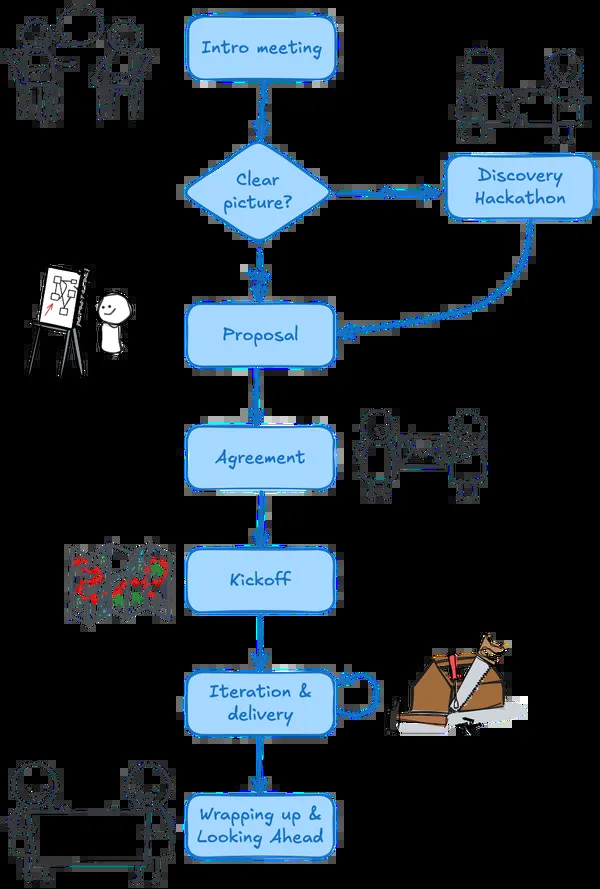 Intro meeting
Clear
picture?
Discovery
Hackathon
Proposal
Agreement
Kickoff
Iteration &
delivery
Wrapping up &
Looking Ahead